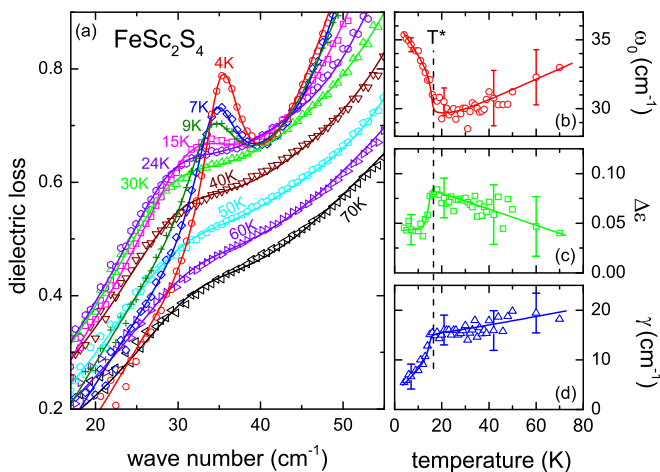 (a)
FeSc₂S₄
4K
7K
9K
15K
24K
30K
40K
50K
60K
70K
0.8
0.6
0.4
0.2
dielectric loss
20 30 40 50
wave number (cm⁻¹)
T*
35
30
ω₀ (cm⁻¹)
(b)
0.10
0.05
0.00
Δε
(c)
20
10
0
γ (cm⁻¹)
(d)
0 20 40 60 80
temperature (K)